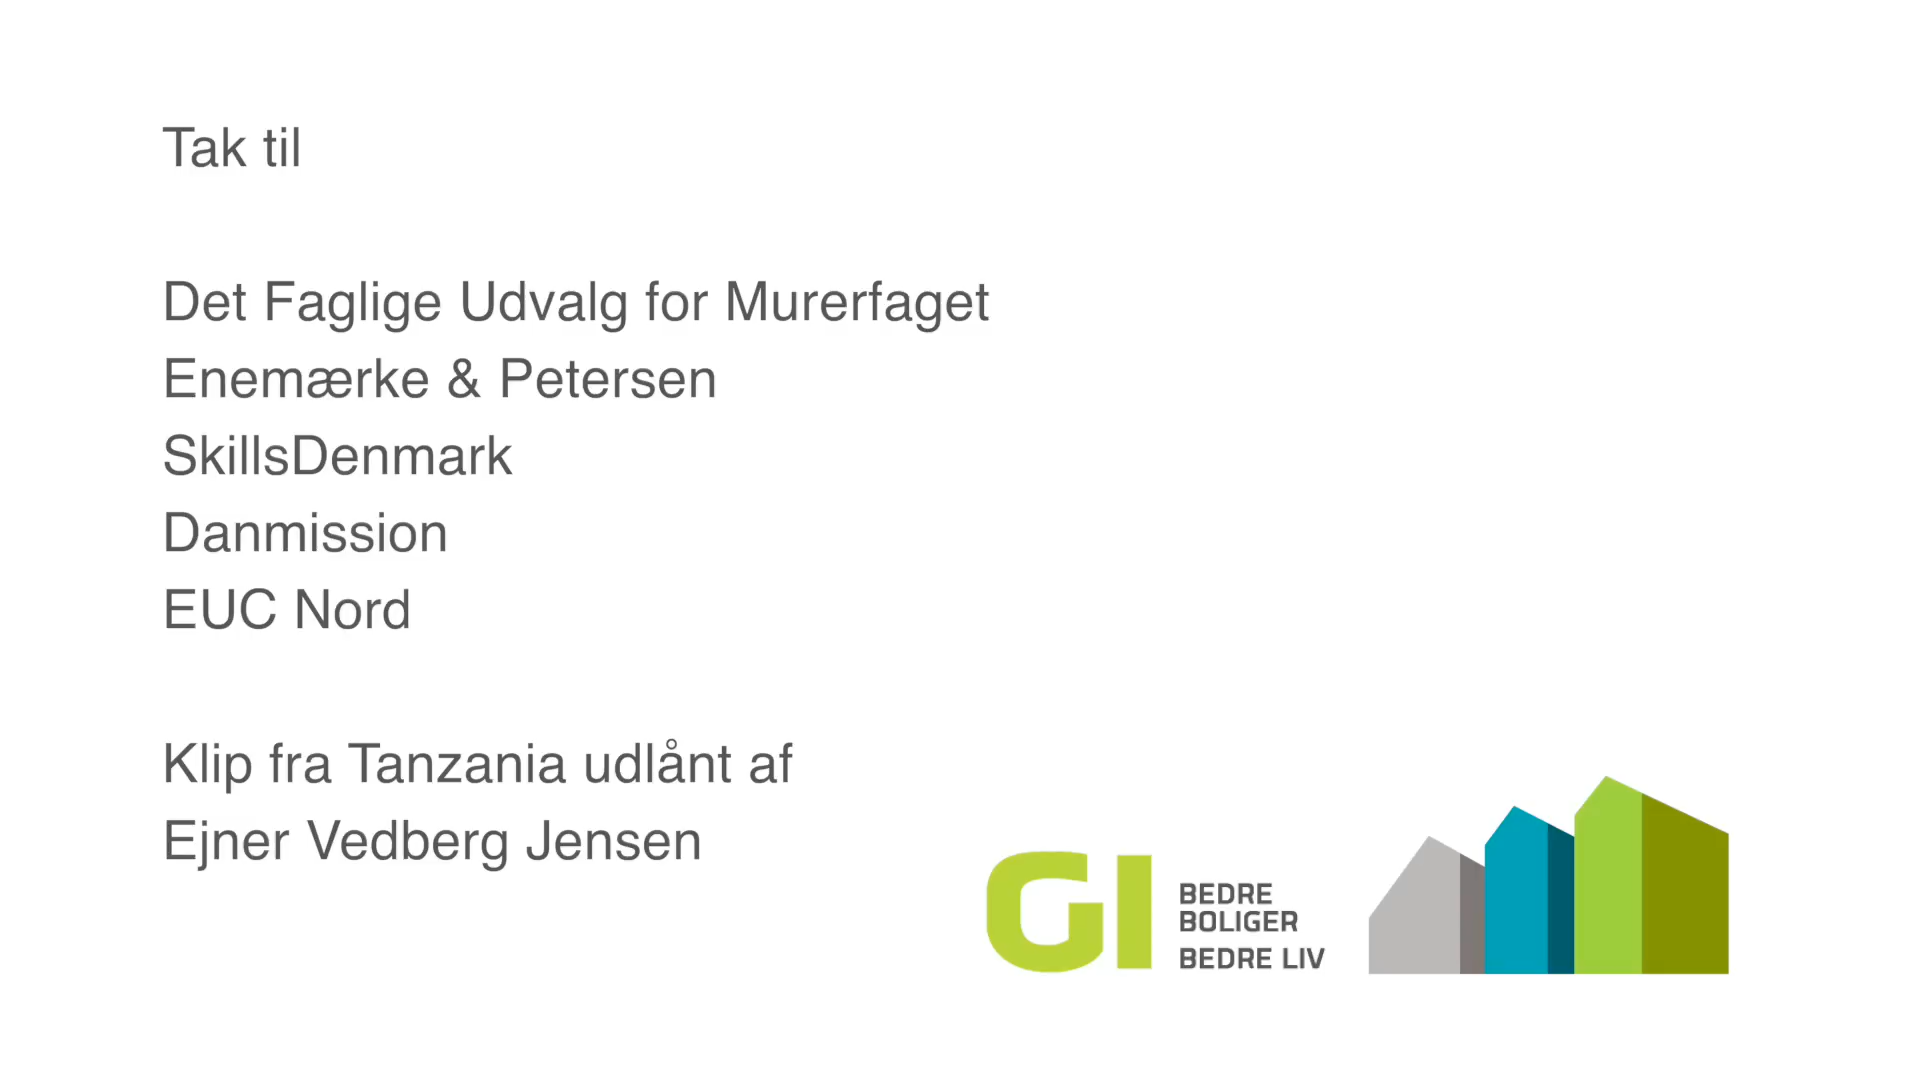 Tak til
Det Faglige Udvalg for Murerfaget
Enemærke & Petersen
SkillsDenmark
Danmission
EUC Nord
Klip fra Tanzania udlånt af
Ejner Vedberg Jensen
GI
BEDRE
BOLIGER
BEDRE LIV